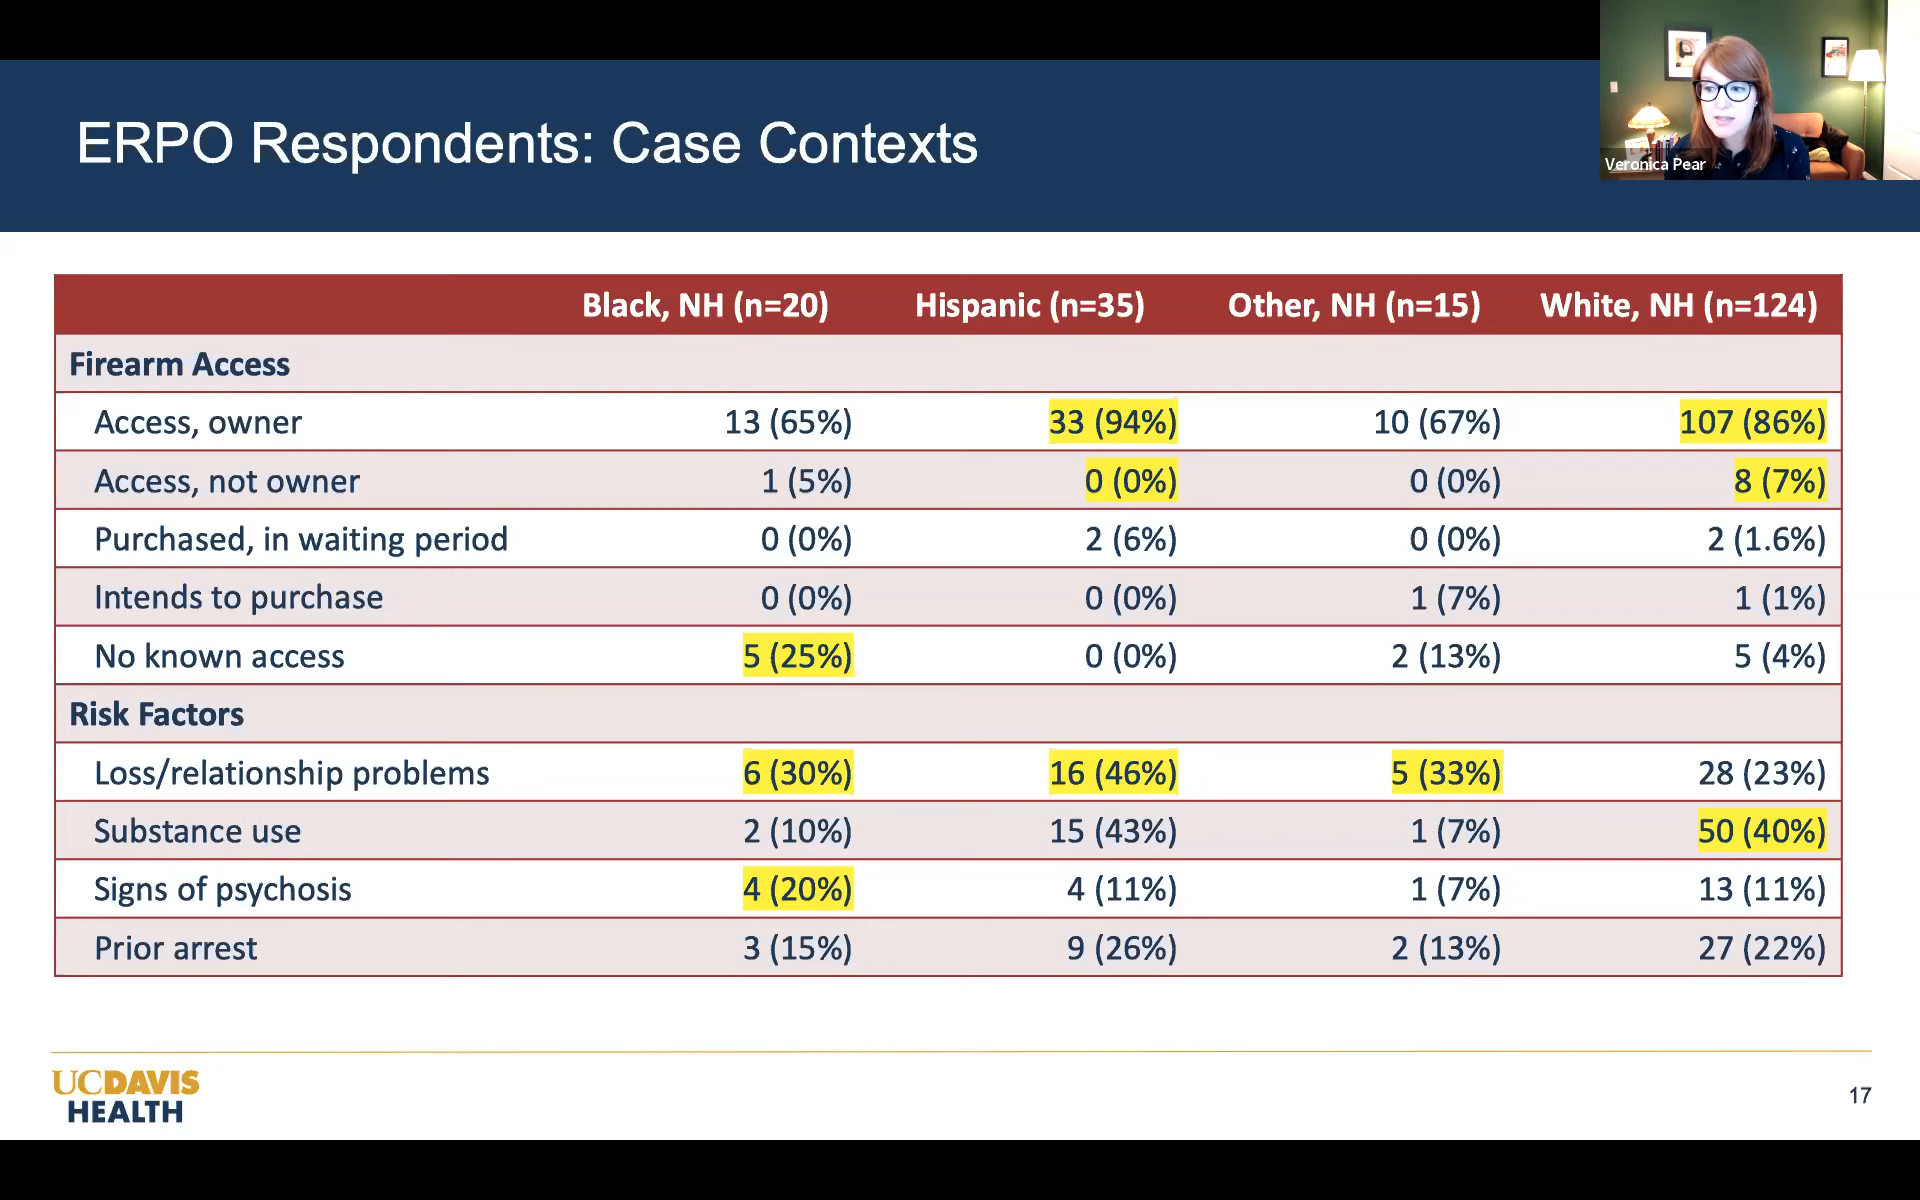 ERPO Respondents: Case Contexts
Veronica Pear
Black, NH (n=20) Hispanic (n=35) Other, NH (n=15) White, NH (n=124)
Firearm Access
Access, owner 13 (65%) 33 (94%) 10 (67%) 107 (86%)
Access, not owner 1 (5%) 0 (0%) 0 (0%) 8 (7%)
Purchased, in waiting period 0 (0%) 2 (6%) 0 (0%) 2 (1.6%)
Intends to purchase 0 (0%) 0 (0%) 1 (7%) 1 (1%)
No known access 5 (25%) 0 (0%) 2 (13%) 5 (4%)
Risk Factors
Loss/relationship problems 6 (30%) 16 (46%) 5 (33%) 28 (23%)
Substance use 2 (10%) 15 (43%) 1 (7%) 50 (40%)
Signs of psychosis 4 (20%) 4 (11%) 1 (7%) 13 (11%)
Prior arrest 3 (15%) 9 (26%) 2 (13%) 27 (22%)
UCDAVIS
HEALTH
17